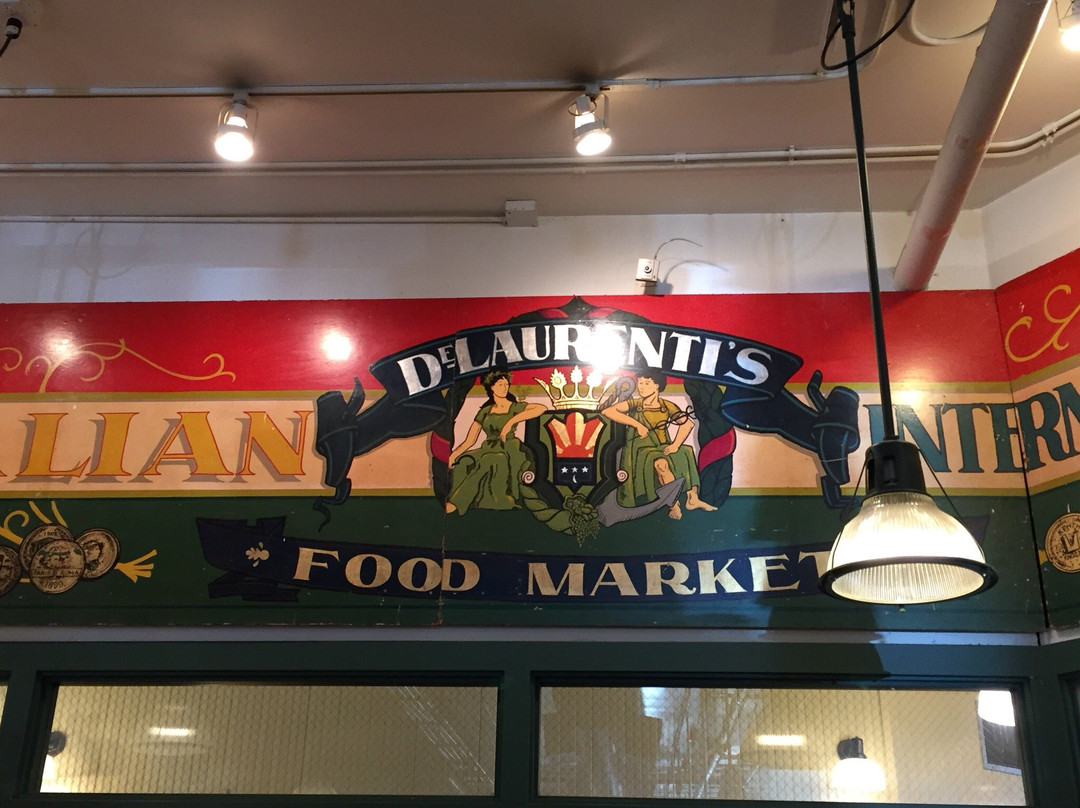 DELAURENTI'S
LIAN
INTERN
FOOD MARKET